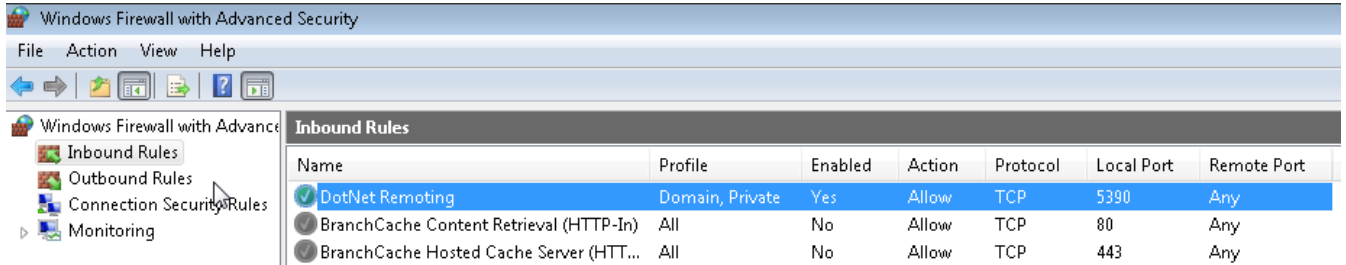 Windows Firewall with Advanced Security
File Action View Help
Windows Firewall with Advance
Inbound Rules
Outbound Rules
Connection Security Rules
Monitoring
Inbound Rules
Name Profile Enabled Action Protocol Local Port Remote Port
DotNet Remoting Domain, Private Yes Allow TCP 5390 Any
BranchCache Content Retrieval (HTTP-In) All No Allow TCP 80 Any
BranchCache Hosted Cache Server (HTT... All No Allow TCP 443 Any